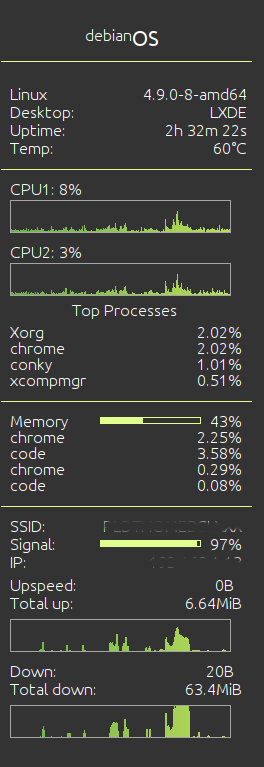 debianOS
Linux 4.9.0-8-amd64
Desktop: LXDE
Uptime: 2h 32m 22s
Temp: 60°C
CPU1: 8%
CPU2: 3%
Top Processes
Xorg 2.02%
chrome 2.02%
conky 1.01%
xcompmgr 0.51%
Memory 43%
chrome 2.25%
code 3.58%
chrome 0.29%
code 0.08%
SSID:
Signal: 97%
IP:
Upspeed: 0B
Total up: 6.64MiB
Down: 20B
Total down: 63.4MiB